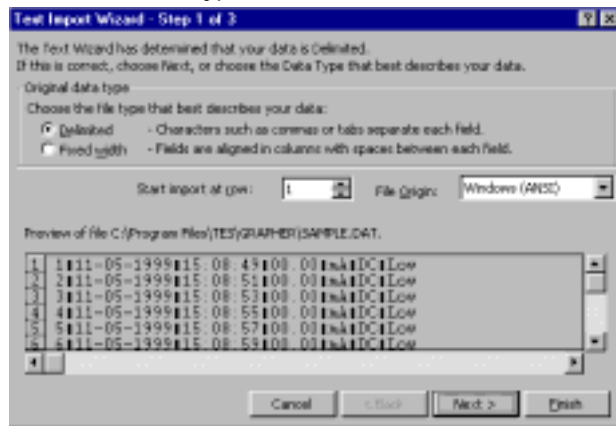 Text Import Wizard - Step 1 of 3
The Text Wizard has determined that your data is Delimited.
If this is correct, choose Next, or choose the Data Type that best describes your data.
Original data type
Choose the file type that best describes your data:
Delimited - Characters such as commas or tabs separate each field.
Fixed width - Fields are aligned in columns with spaces between each field.
Start import at row: 1 File Origin: Windows (ANSI)
Preview of file C:\Program Files\TES\GRAPHER\SAMPLE.DAT.
1 1▮11-05-1999▮15:08:49▮00.00▮mA▮DC▮Low
2 2▮11-05-1999▮15:08:51▮00.00▮mA▮DC▮Low
3 3▮11-05-1999▮15:08:53▮00.00▮mA▮DC▮Low
4 4▮11-05-1999▮15:08:55▮00.00▮mA▮DC▮Low
5 5▮11-05-1999▮15:08:57▮00.00▮mA▮DC▮Low
6 6▮11-05-1999▮15:08:59▮00.00▮mA▮DC▮Low
Cancel < Back Next > Finish